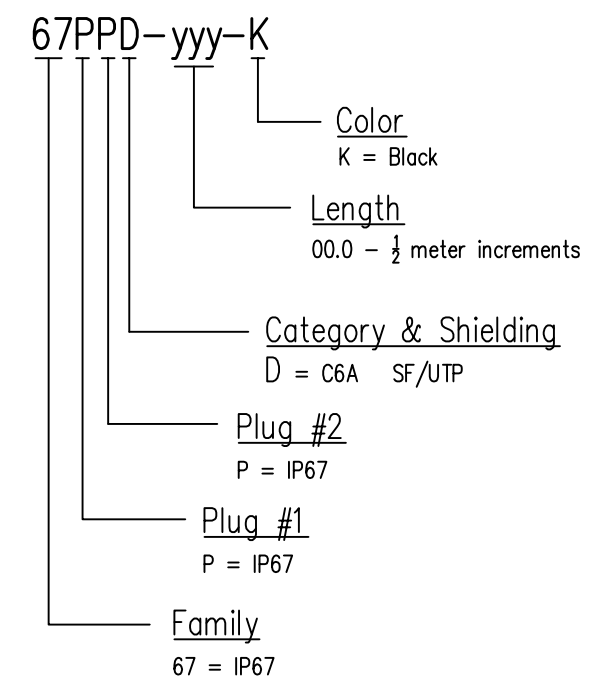 67PPD-yyy-K
Color
K = Black
Length
00.0 - ½ meter increments
Category & Shielding
D = C6A SF/UTP
Plug #2
P = IP67
Plug #1
P = IP67
Family
67 = IP67